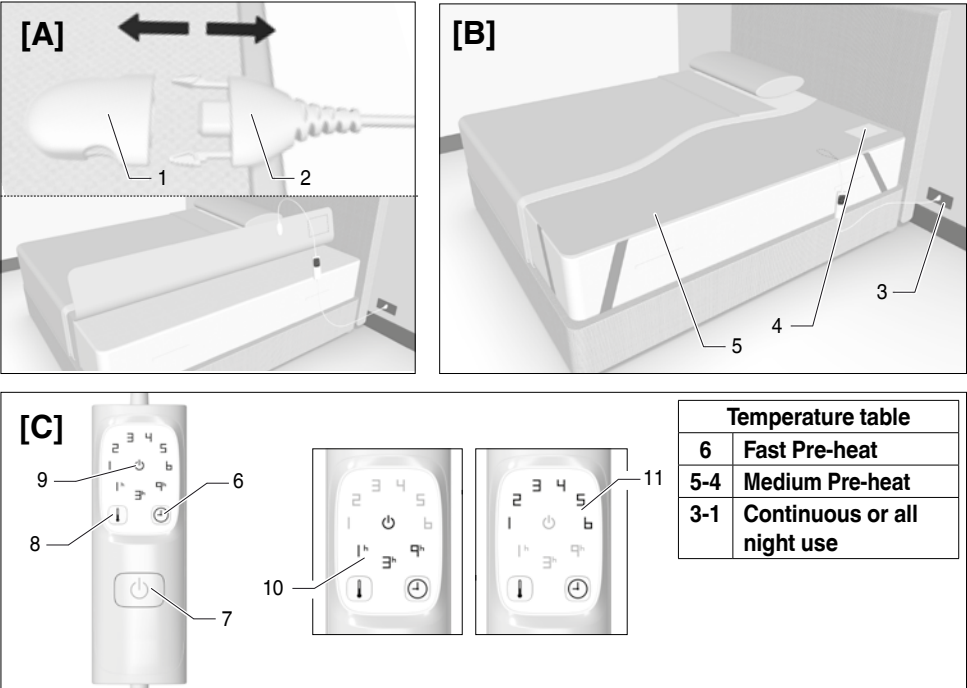 [A]
1
2
[B]
3
4
5
[C]
2 3 4 5
1 6
1h 3h 9h
9
6
8
7
2 3 4 5
1 6
1h 3h 9h
10
2 3 4 5
1 6
1h 3h 9h
11
Temperature table
6 Fast Pre-heat
5-4 Medium Pre-heat
3-1 Continuous or all
night use